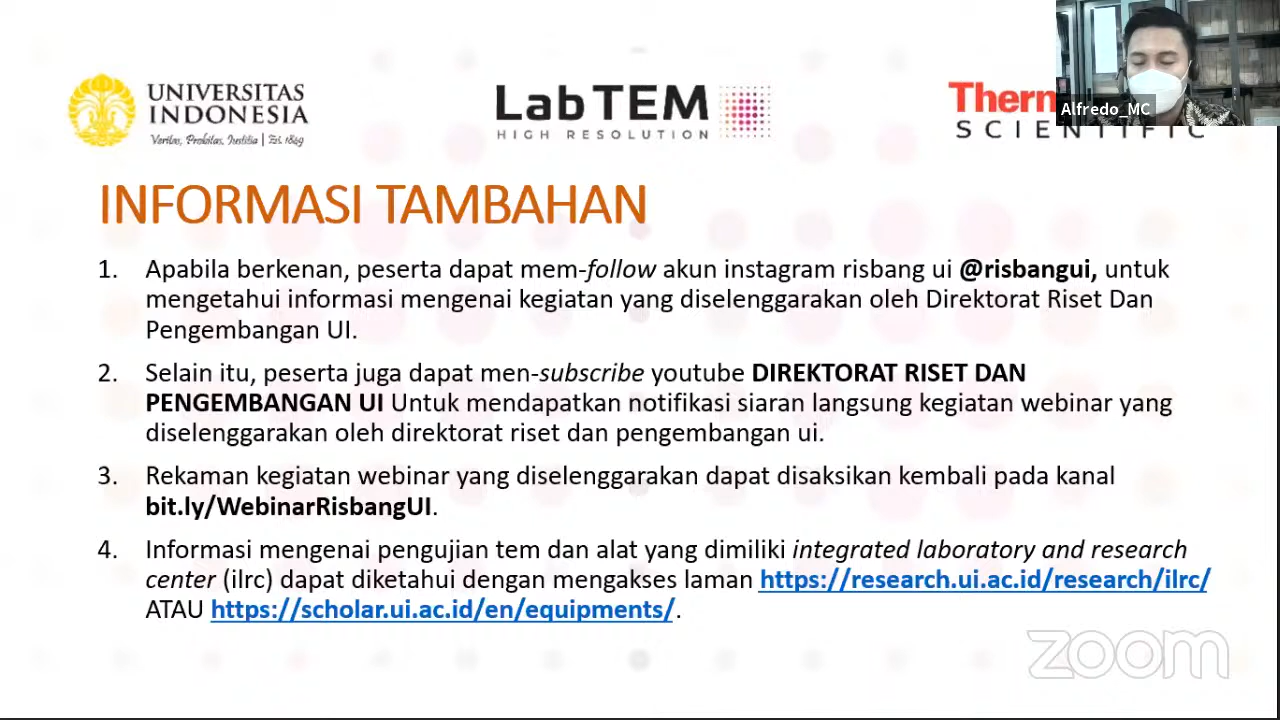 UNIVERSITAS
INDONESIA
Veritas, Probitas, Iustitia | Est. 1849
LabTEM
HIGH RESOLUTION
SCIENTIFIC
Alfredo_MC
INFORMASI TAMBAHAN
1. Apabila berkenan, peserta dapat mem-follow akun instagram risbang ui @risbangui, untuk
mengetahui informasi mengenai kegiatan yang diselenggarakan oleh Direktorat Riset Dan
Pengembangan UI.
2. Selain itu, peserta juga dapat men-subscribe youtube DIREKTORAT RISET DAN
PENGEMBANGAN UI Untuk mendapatkan notifikasi siaran langsung kegiatan webinar yang
diselenggarakan oleh direktorat riset dan pengembangan ui.
3. Rekaman kegiatan webinar yang diselenggarakan dapat disaksikan kembali pada kanal
bit.ly/WebinarRisbangUI.
4. Informasi mengenai pengujian tem dan alat yang dimiliki integrated laboratory and research
center (ilrc) dapat diketahui dengan mengakses laman https://research.ui.ac.id/research/ilrc/
ATAU https://scholar.ui.ac.id/en/equipments/.
zoom